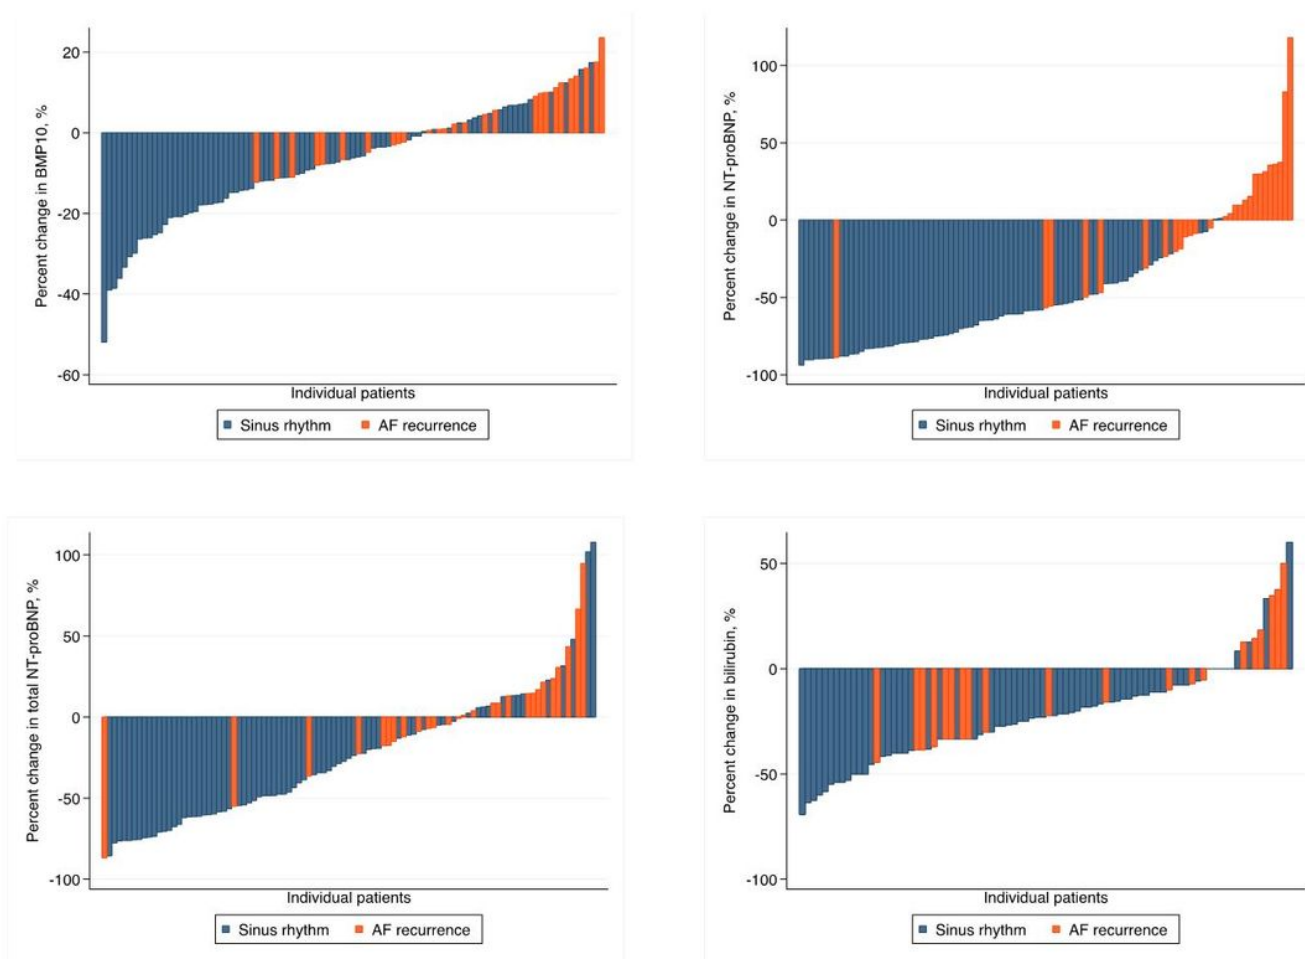 Percent change in BMP10, %
20
0
-20
-40
-60
Individual patients
Sinus rhythm AF recurrence
Percent change in NT-proBNP, %
100
50
0
-50
-100
Individual patients
Sinus rhythm AF recurrence
Percent change in total NT-proBNP, %
100
50
0
-50
-100
Individual patients
Sinus rhythm AF recurrence
Percent change in bilirubin, %
50
0
-50
-100
Individual patients
Sinus rhythm AF recurrence